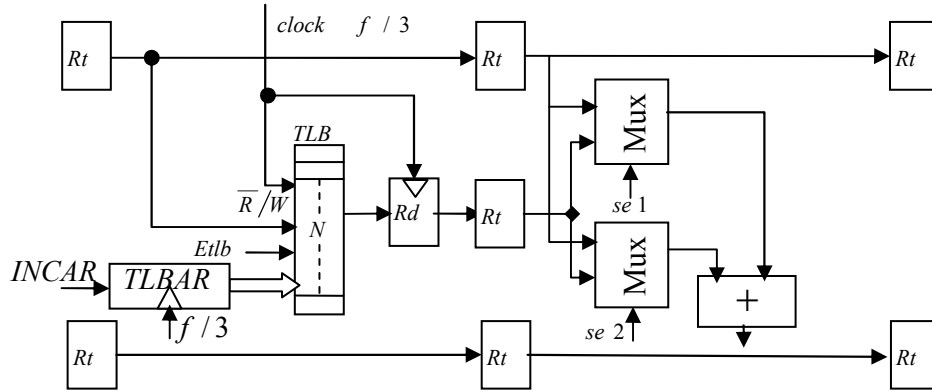 clock f / 3
Rt
Rt
Rt
TLB
Mux
R̅/W
Rd
Rt
se 1
N
Etlb
Mux
INCAR
TLBAR
+
f / 3
se 2
Rt
Rt
Rt